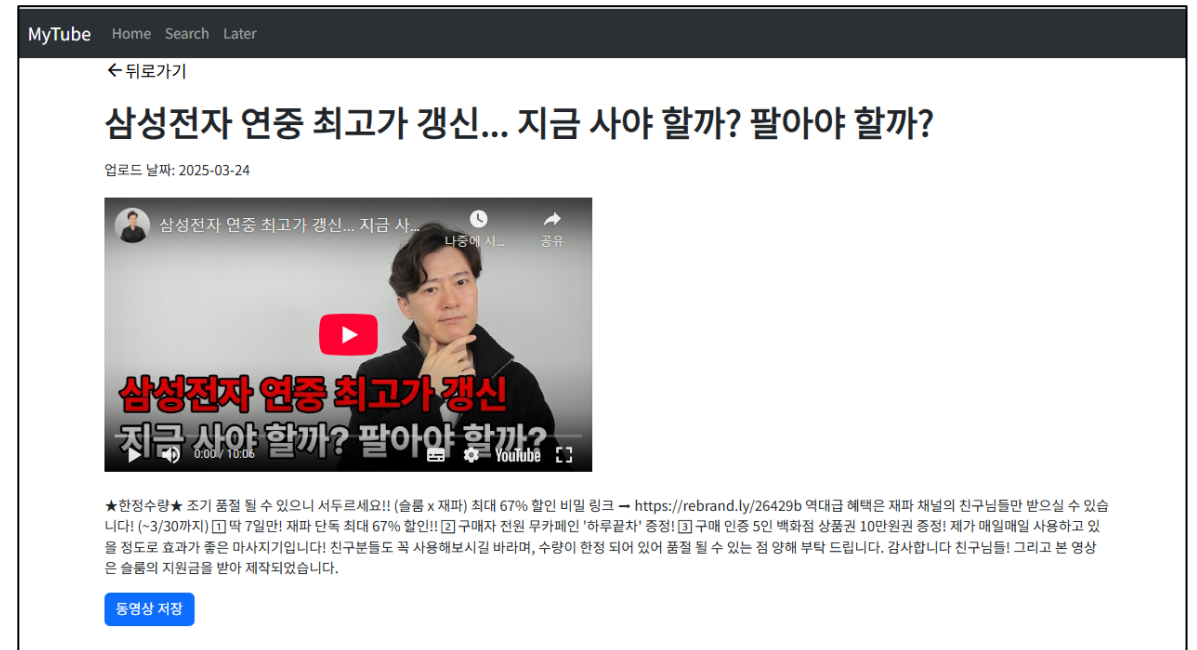 MyTube Home Search Later
←뒤로가기
삼성전자 연중 최고가 갱신... 지금 사야 할까? 팔아야 할까?
업로드 날짜: 2025-03-24
삼성전자 연중 최고가 갱신... 지금 사...
나중에 시... 공유
삼성전자 연중 최고가 갱신
지금 사야 할까? 팔아야 할까?
0:00 / 10:06 YouTube
★한정수량★ 조기 품절 될 수 있으니 서두르세요!! (슬룸 x 재파) 최대 67% 할인 비밀 링크 → https://rebrand.ly/26429b 역대급 혜택은 재파 채널의 친구님들만 받으실 수 있습
니다! (~3/30까지) 1️⃣ 딱 7일만! 재파 단독 최대 67% 할인!! 2️⃣ 구매자 전원 무카페인 '하루끝차' 증정! 3️⃣ 구매 인증 5인 백화점 상품권 10만원권 증정! 제가 매일매일 사용하고 있
을 정도로 효과가 좋은 마사지기입니다! 친구분들도 꼭 사용해보시길 바라며, 수량이 한정 되어 있어 품절 될 수 있는 점 양해 부탁 드립니다. 감사합니다 친구님들! 그리고 본 영상
은 슬룸의 지원금을 받아 제작되었습니다.
동영상 저장